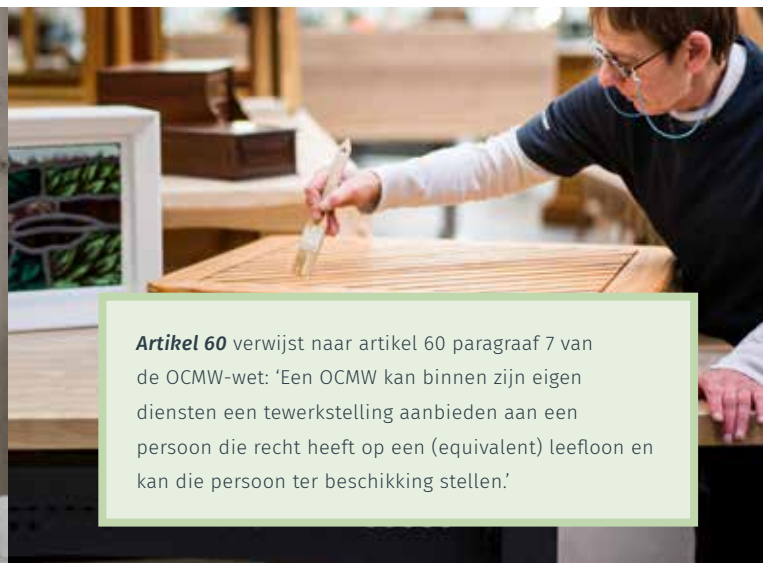 Artikel 60 verwijst naar artikel 60 paragraaf 7 van
de OCMW-wet: ‘Een OCMW kan binnen zijn eigen
diensten een tewerkstelling aanbieden aan een
persoon die recht heeft op een (equivalent) leefloon en
kan die persoon ter beschikking stellen.’